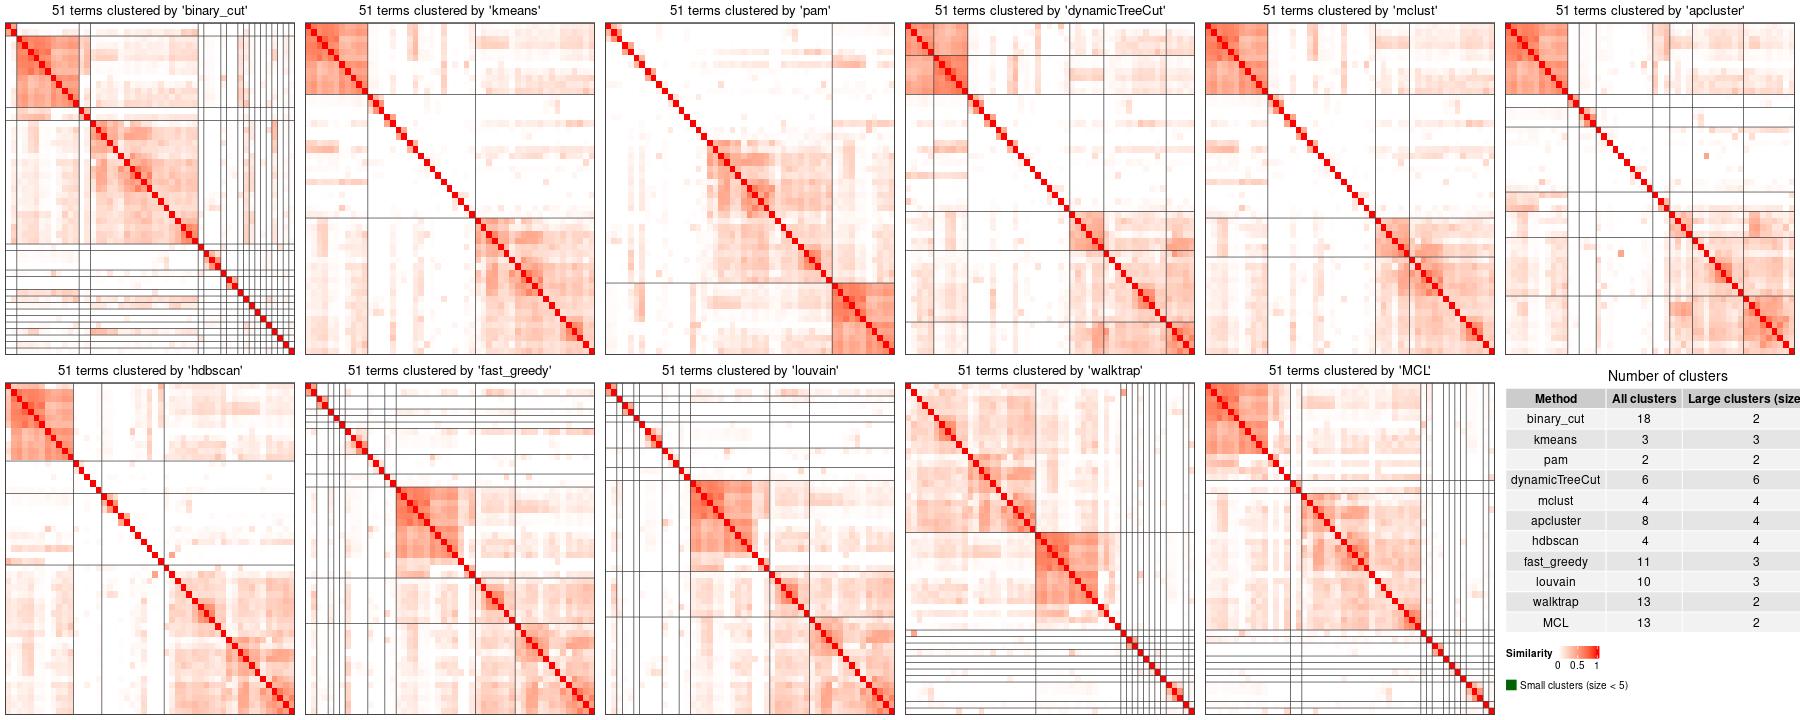 51 terms clustered by 'binary_cut'
51 terms clustered by 'kmeans'
51 terms clustered by 'pam'
51 terms clustered by 'dynamicTreeCut'
51 terms clustered by 'mclust'
51 terms clustered by 'apcluster'
51 terms clustered by 'hdbscan'
51 terms clustered by 'fast_greedy'
51 terms clustered by 'louvain'
51 terms clustered by 'walktrap'
51 terms clustered by 'MCL'
Number of clusters
Method All clusters Large clusters (size
binary_cut 18 2
kmeans 3 3
pam 2 2
dynamicTreeCut 6 6
mclust 4 4
apcluster 8 4
hdbscan 4 4
fast_greedy 11 3
louvain 10 3
walktrap 13 2
MCL 13 2
Similarity
0 0.5 1
Small clusters (size < 5)